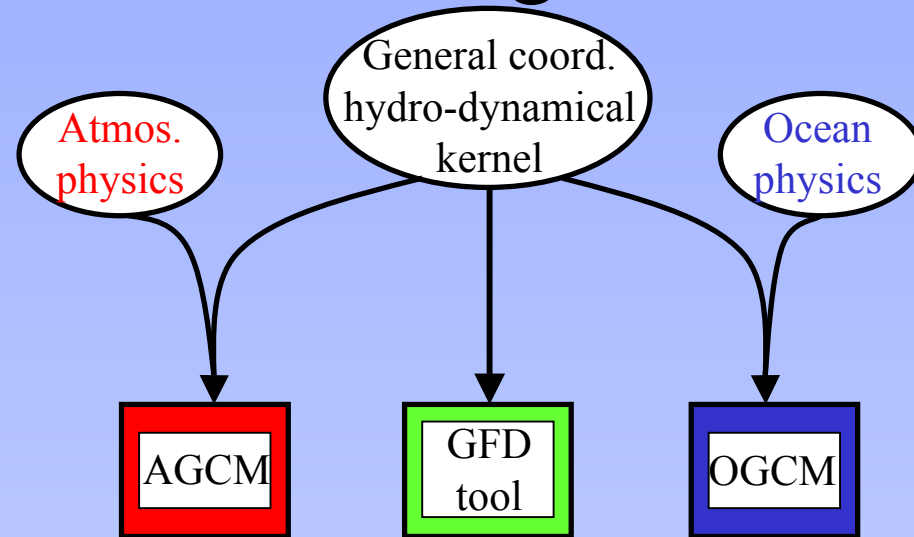 General coord.
hydro-dynamical
kernel
Atmos.
physics
Ocean
physics
AGCM
GFD
tool
OGCM